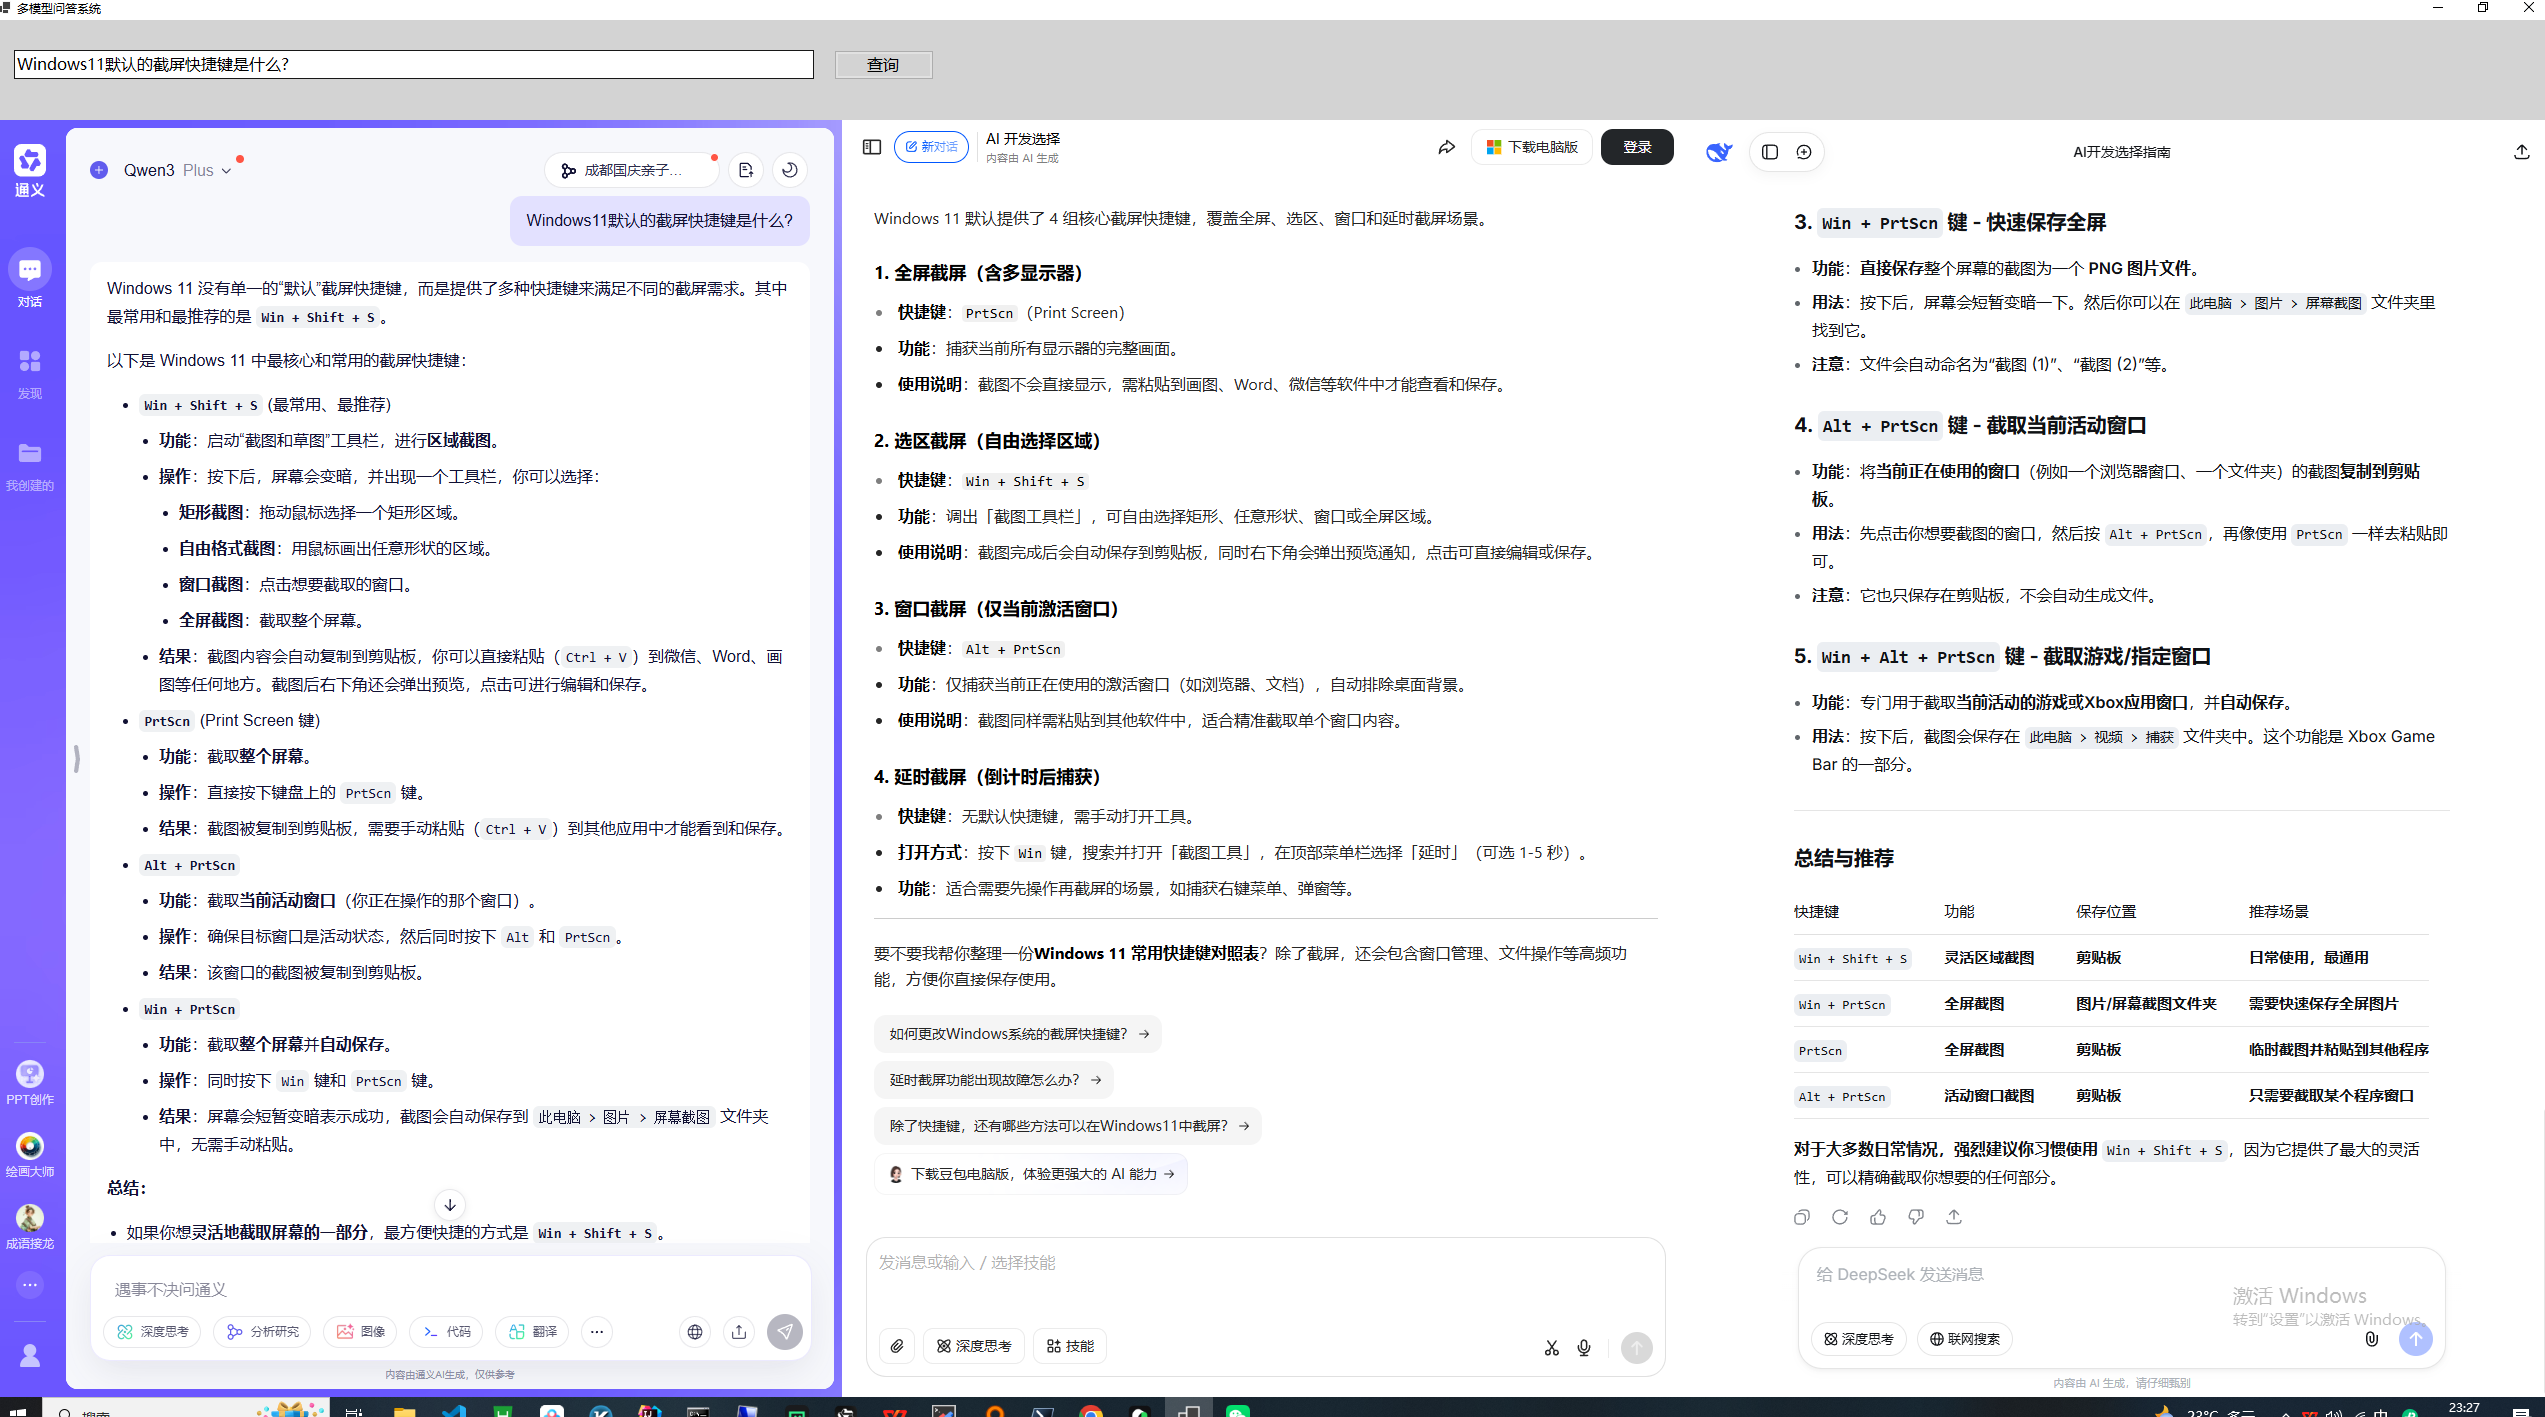 多模型问答系统
Windows11默认的截屏快捷键是什么?
查询
通义
对话
发现
我创建的
PPT创作
绘画大师
成语接龙
Qwen3 Plus
成都国庆亲子...
Windows11默认的截屏快捷键是什么?
Windows 11 没有单一的“默认”截屏快捷键，而是提供了多种快捷键来满足不同的截屏需求。其中
最常用和最推荐的是 Win + Shift + S 。
以下是 Windows 11 中最核心和常用的截屏快捷键：
• Win + Shift + S (最常用、最推荐)
• 功能：启动“截图和草图”工具栏，进行区域截图。
• 操作：按下后，屏幕会变暗，并出现一个工具栏，你可以选择：
• 矩形截图：拖动鼠标选择一个矩形区域。
• 自由格式截图：用鼠标画出任意形状的区域。
• 窗口截图：点击想要截取的窗口。
• 全屏截图：截取整个屏幕。
• 结果：截图内容会自动复制到剪贴板，你可以直接粘贴（ Ctrl + V ）到微信、Word、画
图等任何地方。截图后右下角还会弹出预览，点击可进行编辑和保存。
• PrtScn (Print Screen 键)
• 功能：截取整个屏幕。
• 操作：直接按下键盘上的 PrtScn 键。
• 结果：截图被复制到剪贴板，需要手动粘贴（ Ctrl + V ）到其他应用中才能看到和保存。
• Alt + PrtScn
• 功能：截取当前活动窗口（你正在操作的那个窗口）。
• 操作：确保目标窗口是活动状态，然后同时按下 Alt 和 PrtScn 。
• 结果：该窗口的截图被复制到剪贴板。
• Win + PrtScn
• 功能：截取整个屏幕并自动保存。
• 操作：同时按下 Win 键和 PrtScn 键。
• 结果：屏幕会短暂变暗表示成功，截图会自动保存到 此电脑 > 图片 > 屏幕截图 文件夹
中，无需手动粘贴。
总结：
• 如果你想灵活地截取屏幕的一部分，最方便快捷的方式是 Win + Shift + S 。
遇事不决问通义
深度思考
分析研究
图像
代码
翻译
内容由通义AI生成，仅供参考
新对话
AI 开发选择
内容由 AI 生成
下载电脑版
登录
Windows 11 默认提供了 4 组核心截屏快捷键，覆盖全屏、选区、窗口和延时截屏场景。
1. 全屏截屏（含多显示器）
• 快捷键：PrtScn（Print Screen）
• 功能：捕获当前所有显示器的完整画面。
• 使用说明：截图不会直接显示，需粘贴到画图、Word、微信等软件中才能查看和保存。
2. 选区截屏（自由选择区域）
• 快捷键：Win + Shift + S
• 功能：调出「截图工具栏」，可自由选择矩形、任意形状、窗口或全屏区域。
• 使用说明：截图完成后会自动保存到剪贴板，同时右下角会弹出预览通知，点击可直接编辑或保存。
3. 窗口截屏（仅当前激活窗口）
• 快捷键：Alt + PrtScn
• 功能：仅捕获当前正在使用的激活窗口（如浏览器、文档），自动排除桌面背景。
• 使用说明：截图同样需粘贴到其他软件中，适合精准截取单个窗口内容。
4. 延时截屏（倒计时后捕获）
• 快捷键：无默认快捷键，需手动打开工具。
• 打开方式：按下 Win 键，搜索并打开「截图工具」，在顶部菜单栏选择「延时」（可选 1-5 秒）。
• 功能：适合需要先操作再截屏的场景，如捕获右键菜单、弹窗等。
要不要我帮你整理一份Windows 11 常用快捷键对照表？除了截屏，还会包含窗口管理、文件操作等高频功
能，方便你直接保存使用。
如何更改Windows系统的截屏快捷键？ →
延时截屏功能出现故障怎么办？ →
除了快捷键，还有哪些方法可以在Windows11中截屏？ →
下载豆包电脑版，体验更强大的 AI 能力 →
发消息或输入 / 选择技能
深度思考
技能
AI开发选择指南
3. Win + PrtScn 键 - 快速保存全屏
• 功能：直接保存整个屏幕的截图为一个 PNG 图片文件。
• 用法：按下后，屏幕会短暂变暗一下。然后你可以在 此电脑 > 图片 > 屏幕截图 文件夹里
找到它。
• 注意：文件会自动命名为“截图 (1)”、“截图 (2)”等。
4. Alt + PrtScn 键 - 截取当前活动窗口
• 功能：将当前正在使用的窗口（例如一个浏览器窗口、一个文件夹）的截图复制到剪贴
板。
• 用法：先点击你想要截图的窗口，然后按 Alt + PrtScn，再像使用 PrtScn 一样去粘贴即
可。
• 注意：它也只保存在剪贴板，不会自动生成文件。
5. Win + Alt + PrtScn 键 - 截取游戏/指定窗口
• 功能：专门用于截取当前活动的游戏或Xbox应用窗口，并自动保存。
• 用法：按下后，截图会保存在 此电脑 > 视频 > 捕获 文件夹中。这个功能是 Xbox Game
Bar 的一部分。
总结与推荐
快捷键 功能 保存位置 推荐场景
Win + Shift + S 灵活区域截图 剪贴板 日常使用，最通用
Win + PrtScn 全屏截图 图片/屏幕截图文件夹 需要快速保存全屏图片
PrtScn 全屏截图 剪贴板 临时截图并粘贴到其他程序
Alt + PrtScn 活动窗口截图 剪贴板 只需要截取某个程序窗口
对于大多数日常情况，强烈建议你习惯使用 Win + Shift + S，因为它提供了最大的灵活
性，可以精确截取你想要的任何部分。
给 DeepSeek 发送消息
深度思考
联网搜索
激活 Windows
转到“设置”以激活 Windows。
内容由 AI 生成，请仔细甄别
23:27